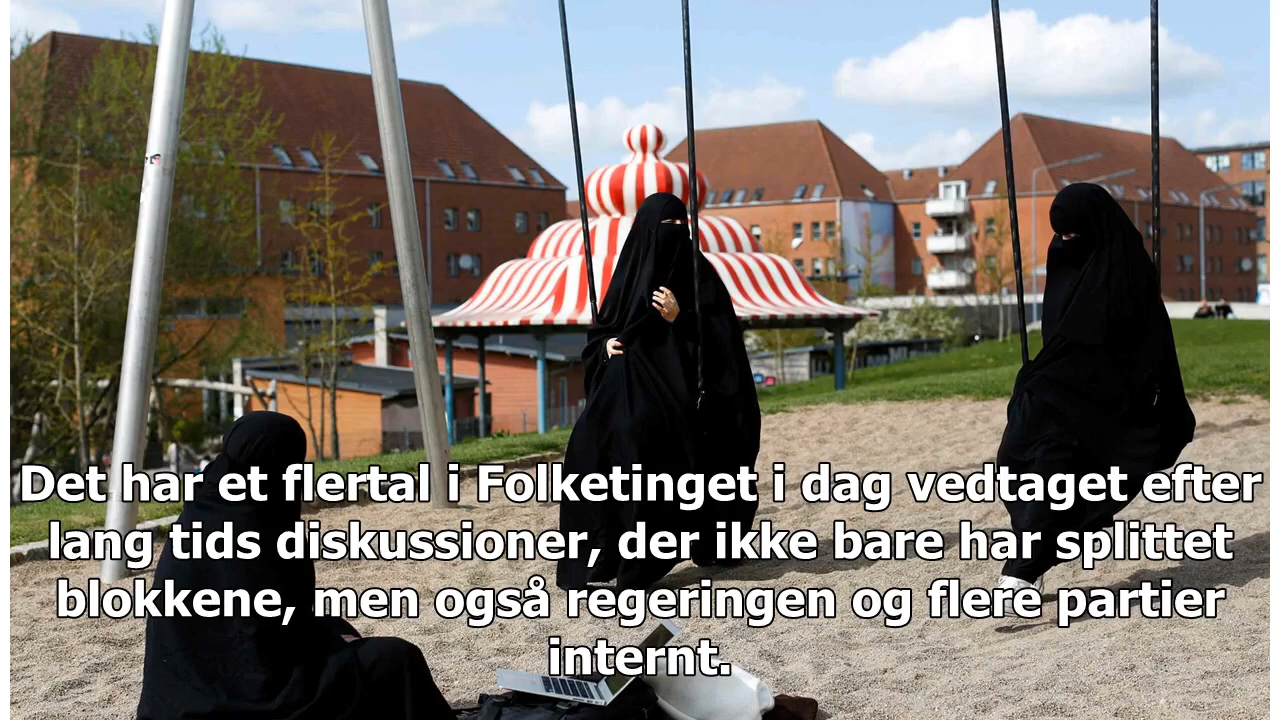 Det har et flertal i Folketinget i dag vedtaget efter
lang tids diskussioner, der ikke bare har splittet
blokkene, men også regeringen og flere partier
internt.